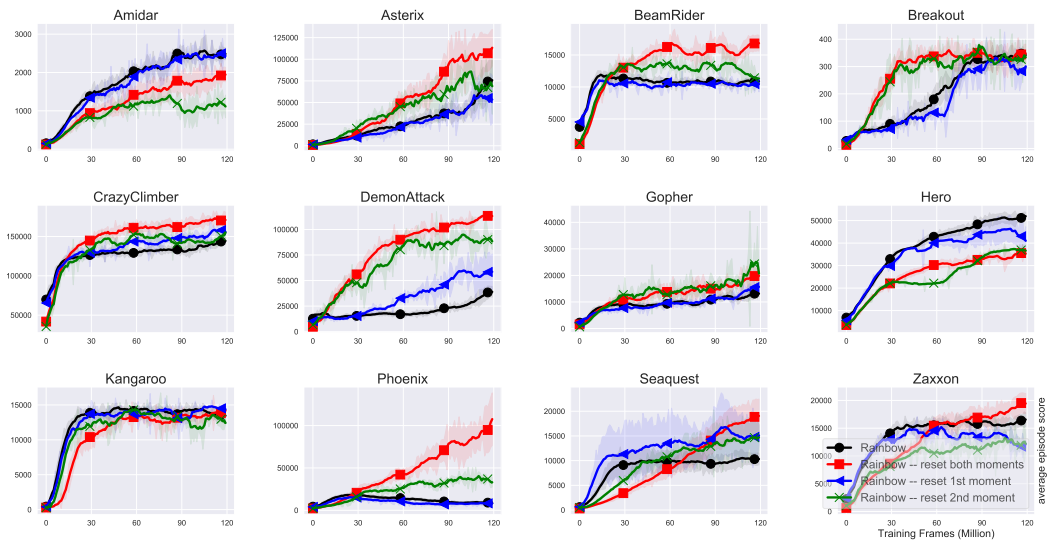 Amidar
Asterix
BeamRider
Breakout
3000
2000
1000
0
0 30 60 90 120
125000
100000
75000
50000
25000
0
0 30 60 90 120
15000
10000
5000
0 30 60 90 120
400
300
200
100
0
0 30 60 90 120
CrazyClimber
DemonAttack
Gopher
Hero
150000
100000
50000
0 30 60 90 120
100000
75000
50000
25000
0
0 30 60 90 120
40000
30000
20000
10000
0
0 30 60 90 120
50000
40000
30000
20000
10000
0 30 60 90 120
Kangaroo
Phoenix
Seaquest
Zaxxon
15000
10000
5000
0
0 30 60 90 120
100000
50000
0
0 30 60 90 120
20000
15000
10000
5000
0
0 30 60 90 120
20000
15000
10000
5000
0
0 30 60 90 120
Rainbow
Rainbow -- reset both moments
Rainbow -- reset 1st moment
Rainbow -- reset 2nd moment
Training Frames (Million)
average episode score